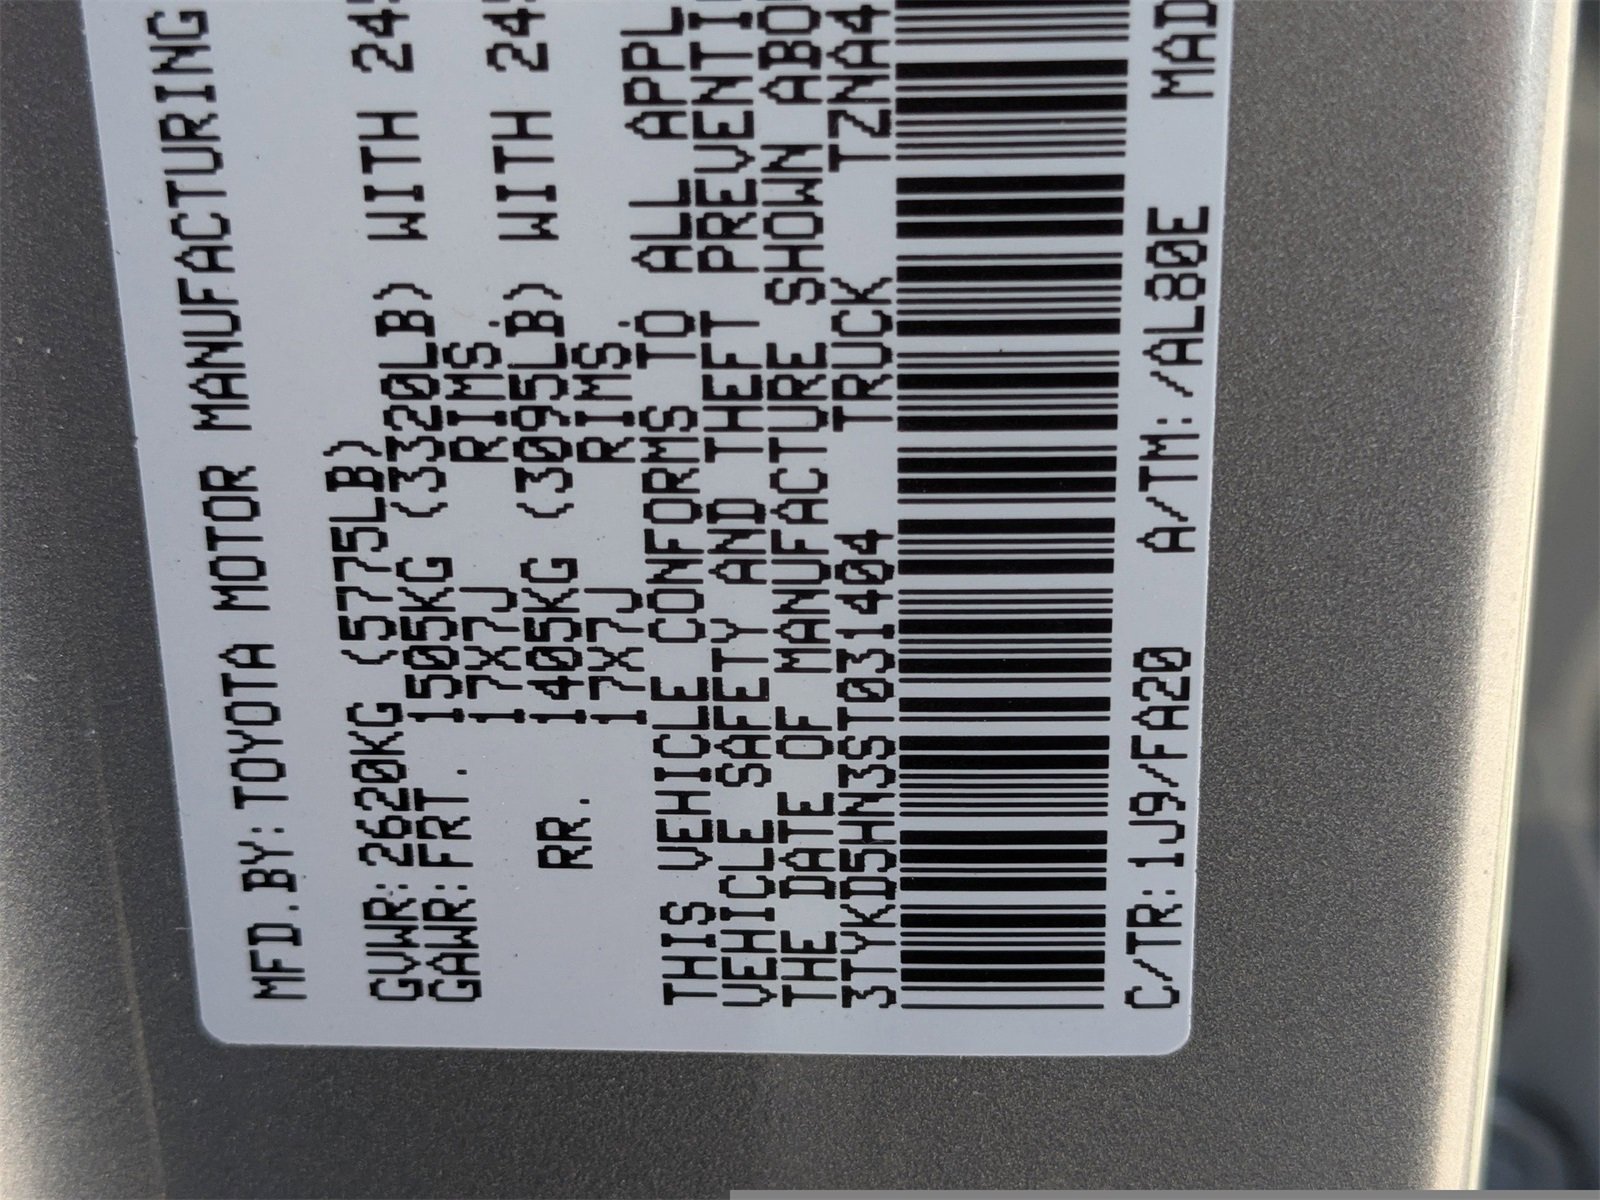 MFD.BY:TOYOTA MOTOR MANUFACTURING
GVWR:2620KG (5775LB)
GAWR:FRT. 1505KG (3320LB) WITH
17X7J RIMS.
RR. 1405KG (3095LB) WITH
17X7J RIMS.
THIS VEHICLE CONFORMS TO ALL APPL
VEHICLE SAFETY AND THEFT PREVENTI
THE DATE OF MANUFACTURE SHOWN ABO
3TYKD5HN3ST031404 TRUCK TZNA4
C/TR:1J9/FA20 A/TM:/AL80E MAD